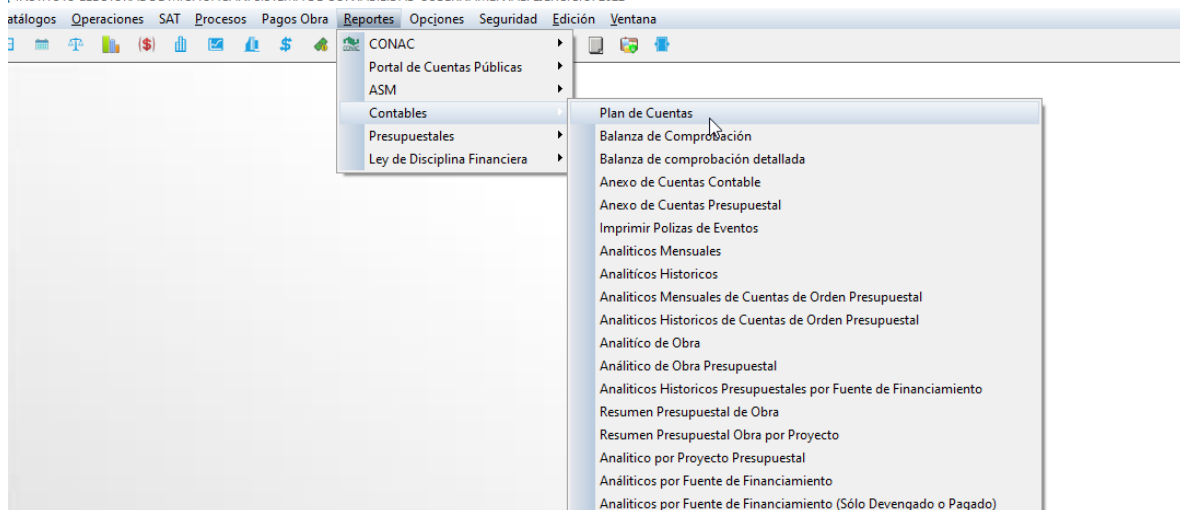 atálogos Operaciones SAT Procesos Pagos Obra Reportes Opciones Seguridad Edición Ventana
CONAC
Portal de Cuentas Públicas
ASM
Contables
Presupuestales
Ley de Disciplina Financiera
Plan de Cuentas
Balanza de Comprobación
Balanza de comprobación detallada
Anexo de Cuentas Contable
Anexo de Cuentas Presupuestal
Imprimir Polizas de Eventos
Analiticos Mensuales
Analitícos Historicos
Analiticos Mensuales de Cuentas de Orden Presupuestal
Analiticos Historicos de Cuentas de Orden Presupuestal
Analitíco de Obra
Análitico de Obra Presupuestal
Analiticos Historicos Presupuestales por Fuente de Financiamiento
Resumen Presupuestal de Obra
Resumen Presupuestal Obra por Proyecto
Analitico por Proyecto Presupuestal
Análiticos por Fuente de Financiamiento
Analiticos por Fuente de Financiamiento (Sólo Devengado o Pagado)